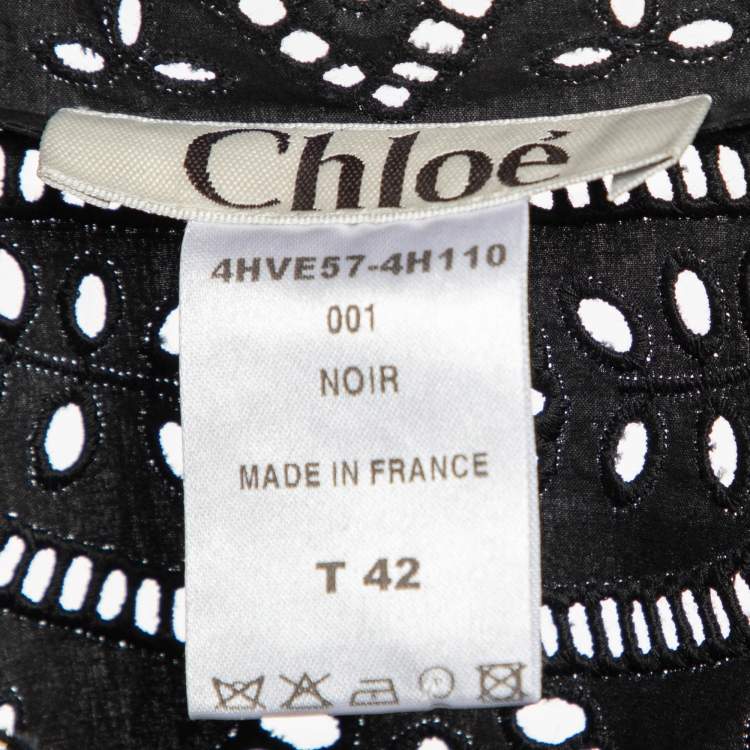 Chloé
4HVE57-4H110
001
NOIR
MADE IN FRANCE
T 42